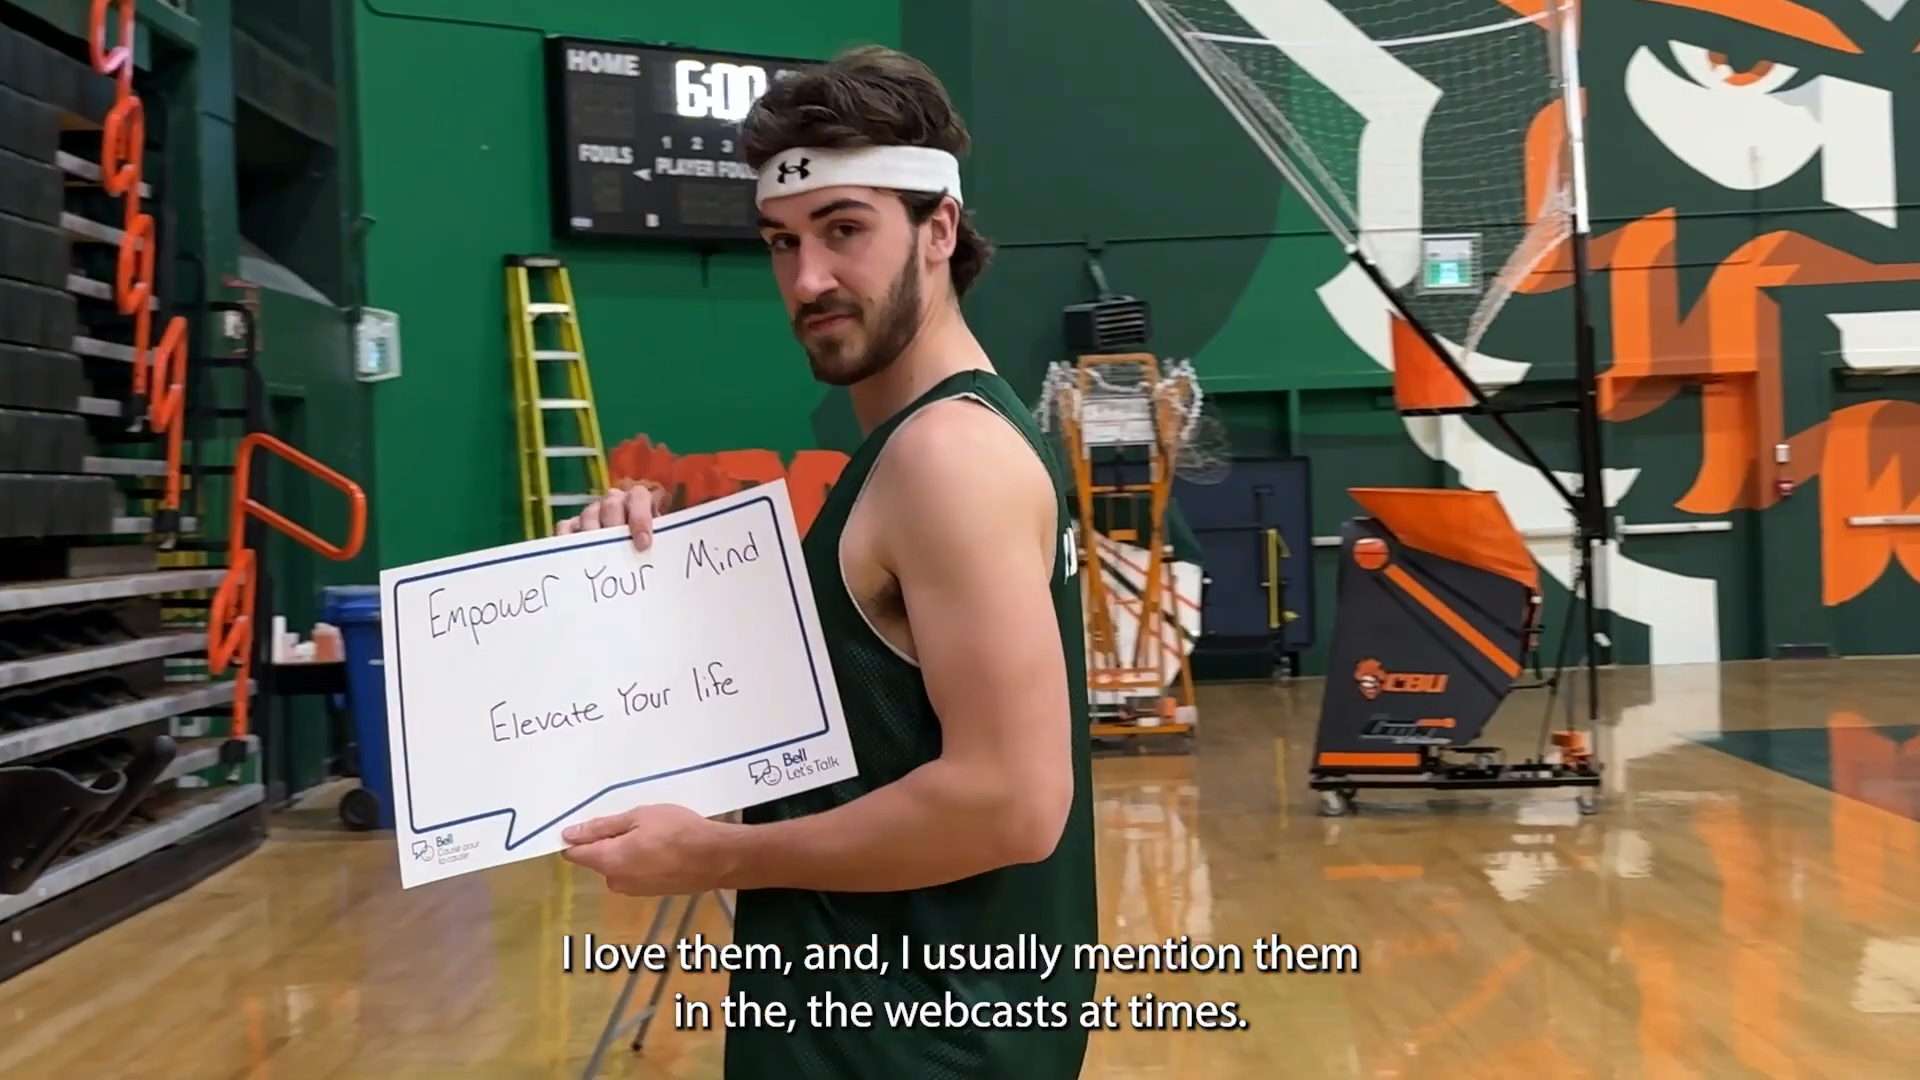 HOME
6:00
1 2 3
FOULS
PLAYER FOULS
A
B
Empower Your Mind
Elevate Your life
Bell
Let's Talk
Bell
Cause pour
la cause
CBU
I love them, and, I usually mention them
in the, the webcasts at times.